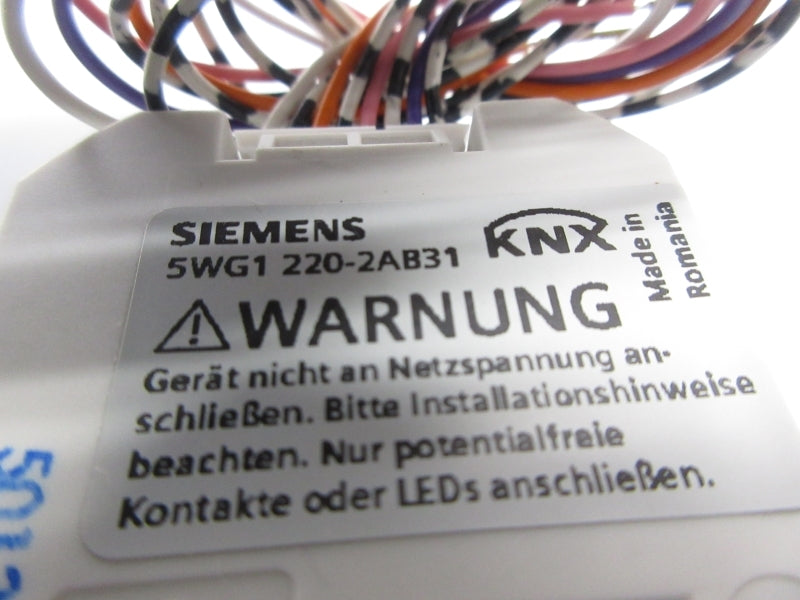 SIEMENS
KNX
5WG1 220-2AB31
Made in
Romania
WARNUNG
Gerät nicht an Netzspannung an-
schließen. Bitte Installationshinweise
beachten. Nur potentialfreie
Kontakte oder LEDs anschließen.